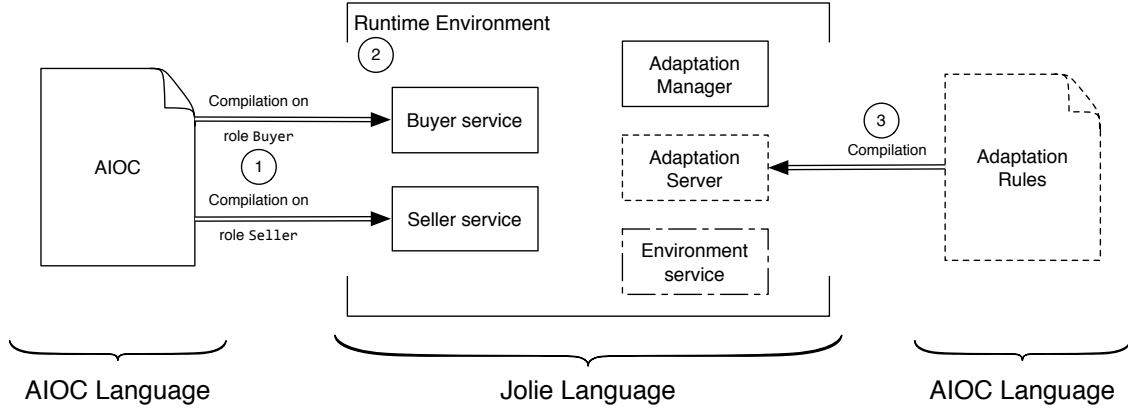 Runtime Environment
2
AIOC
Compilation on
role Buyer
1
Compilation on
role Seller
Buyer service
Seller service
Adaptation
Manager
Adaptation
Server
Environment
service
3
Compilation
Adaptation
Rules
AIOC Language
Jolie Language
AIOC Language